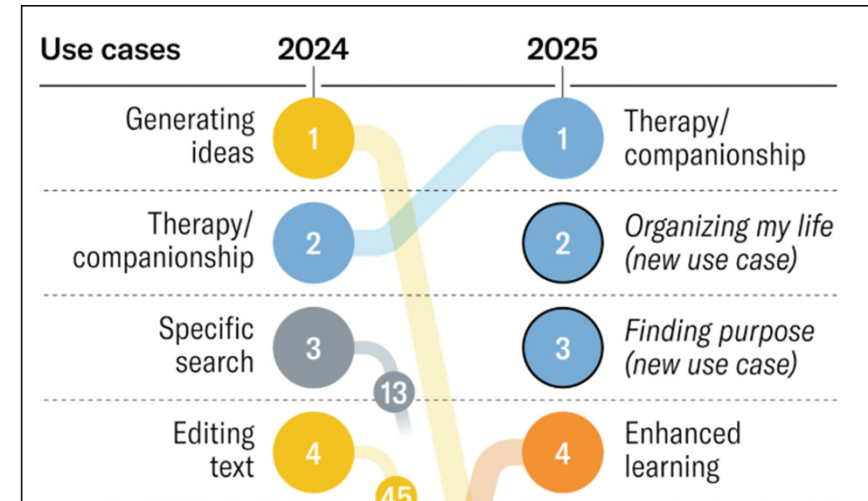 Use cases 2024 2025
Generating
ideas
1
1
Therapy/
companionship
Therapy/
companionship
2
2
Organizing my life
(new use case)
Specific
search
3
13
3
Finding purpose
(new use case)
Editing
text
4
45
4
Enhanced
learning